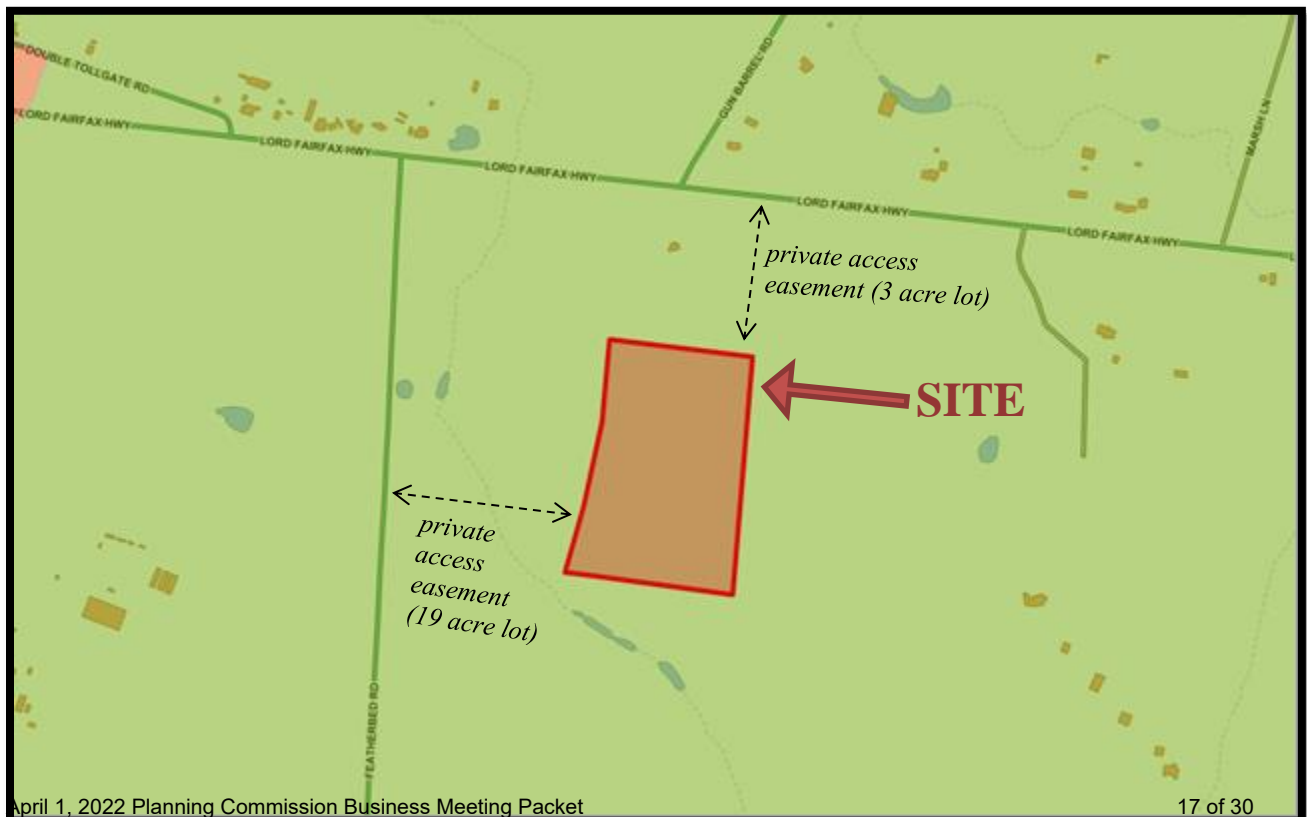 DOUBLE TOLLGATE RD
GUN BARREL RD
MARSH LN
LORD FAIRFAX HWY
LORD FAIRFAX HWY
LORD FAIRFAX HWY
LORD FAIRFAX HWY
LORD FAIRFAX HWY
L
private access
easement (3 acre lot)
SITE
private
access
easement
(19 acre lot)
FEATHERBED RD
April 1, 2022 Planning Commission Business Meeting Packet
17 of 30